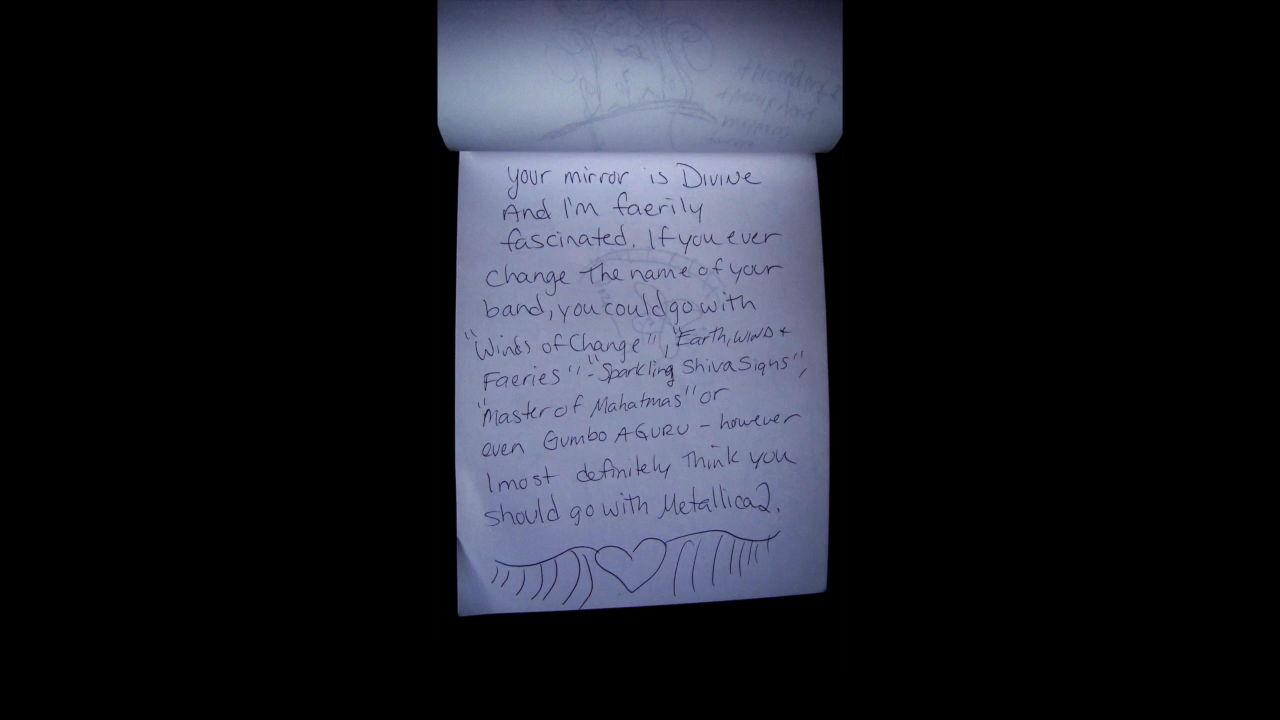 your mirror is Divine
And I'm faerily
fascinated. If you ever
change the name of your
band, you could go with
"Winds of Change", "Earth, WIND +
Faeries" - "Sparkling Shiva Signs",
"Master of Mahatmas" or
even Gumbo AGURU - however
I most definitely think you
should go with Metallica2.